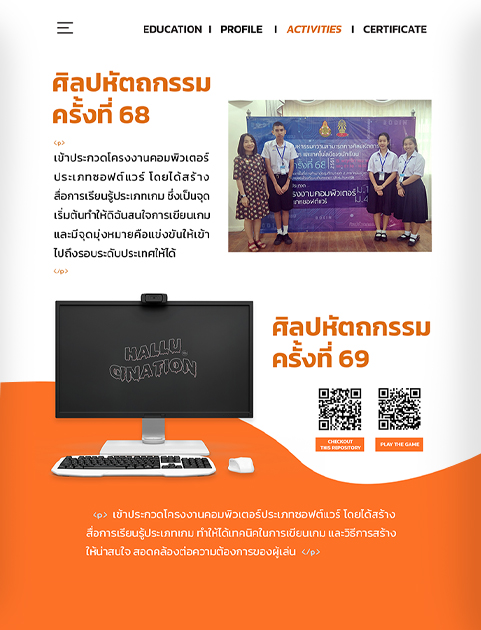 EDUCATION I PROFILE I ACTIVITIES I CERTIFICATE
ศิลปหัตถกรรม
ครั้งที่ 68
<p>
เข้าประกวดโครงงานคอมพิวเตอร์
ประเภทซอฟต์แวร์ โดยได้สร้าง
สื่อการเรียนรู้ประเภทเกม ซึ่งเป็นจุด
เริ่มต้นทำให้ดิฉันสนใจการเขียนเกม
และมีจุดมุ่งหมายคือแข่งขันให้เข้า
ไปถึงรอบระดับประเทศให้ได้
</p>
ครั้งที่ 68
HALLU
CINATION
ศิลปหัตถกรรม
ครั้งที่ 69
CHECKOUT
THIS REPOSITORY
PLAY THE GAME
<p> เข้าประกวดโครงงานคอมพิวเตอร์ประเภทซอฟต์แวร์ โดยได้สร้าง
สื่อการเรียนรู้ประเภทเกม ทำให้ได้เทคนิคในการเขียนเกม และวิธีการสร้าง
ให้น่าสนใจ สอดคล้องต่อความต้องการของผู้เล่น </p>